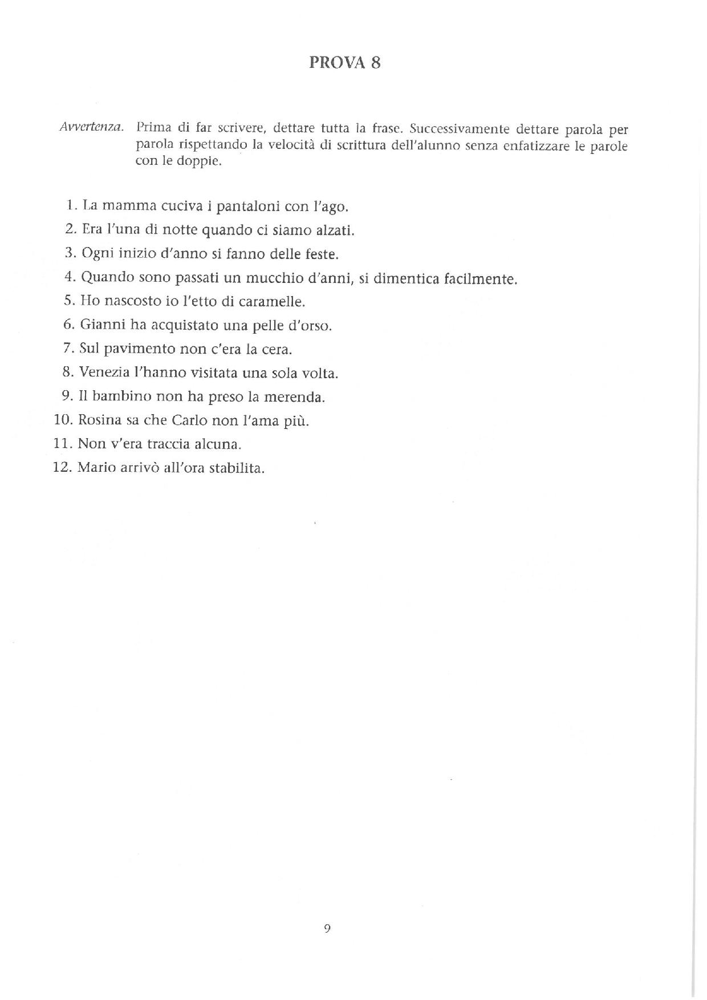 PROVA 8
Avvertenza. Prima di far scrivere, dettare tutta la frase. Successivamente dettare parola per
parola rispettando la velocità di scrittura dell'alunno senza enfatizzare le parole
con le doppie.
1. La mamma cuciva i pantaloni con l'ago.
2. Era l'una di notte quando ci siamo alzati.
3. Ogni inizio d'anno si fanno delle feste.
4. Quando sono passati un mucchio d'anni, si dimentica facilmente.
5. Ho nascosto io l'etto di caramelle.
6. Gianni ha acquistato una pelle d'orso.
7. Sul pavimento non c'era la cera.
8. Venezia l'hanno visitata una sola volta.
9. Il bambino non ha preso la merenda.
10. Rosina sa che Carlo non l'ama più.
11. Non v'era traccia alcuna.
12. Mario arrivò all'ora stabilita.
9